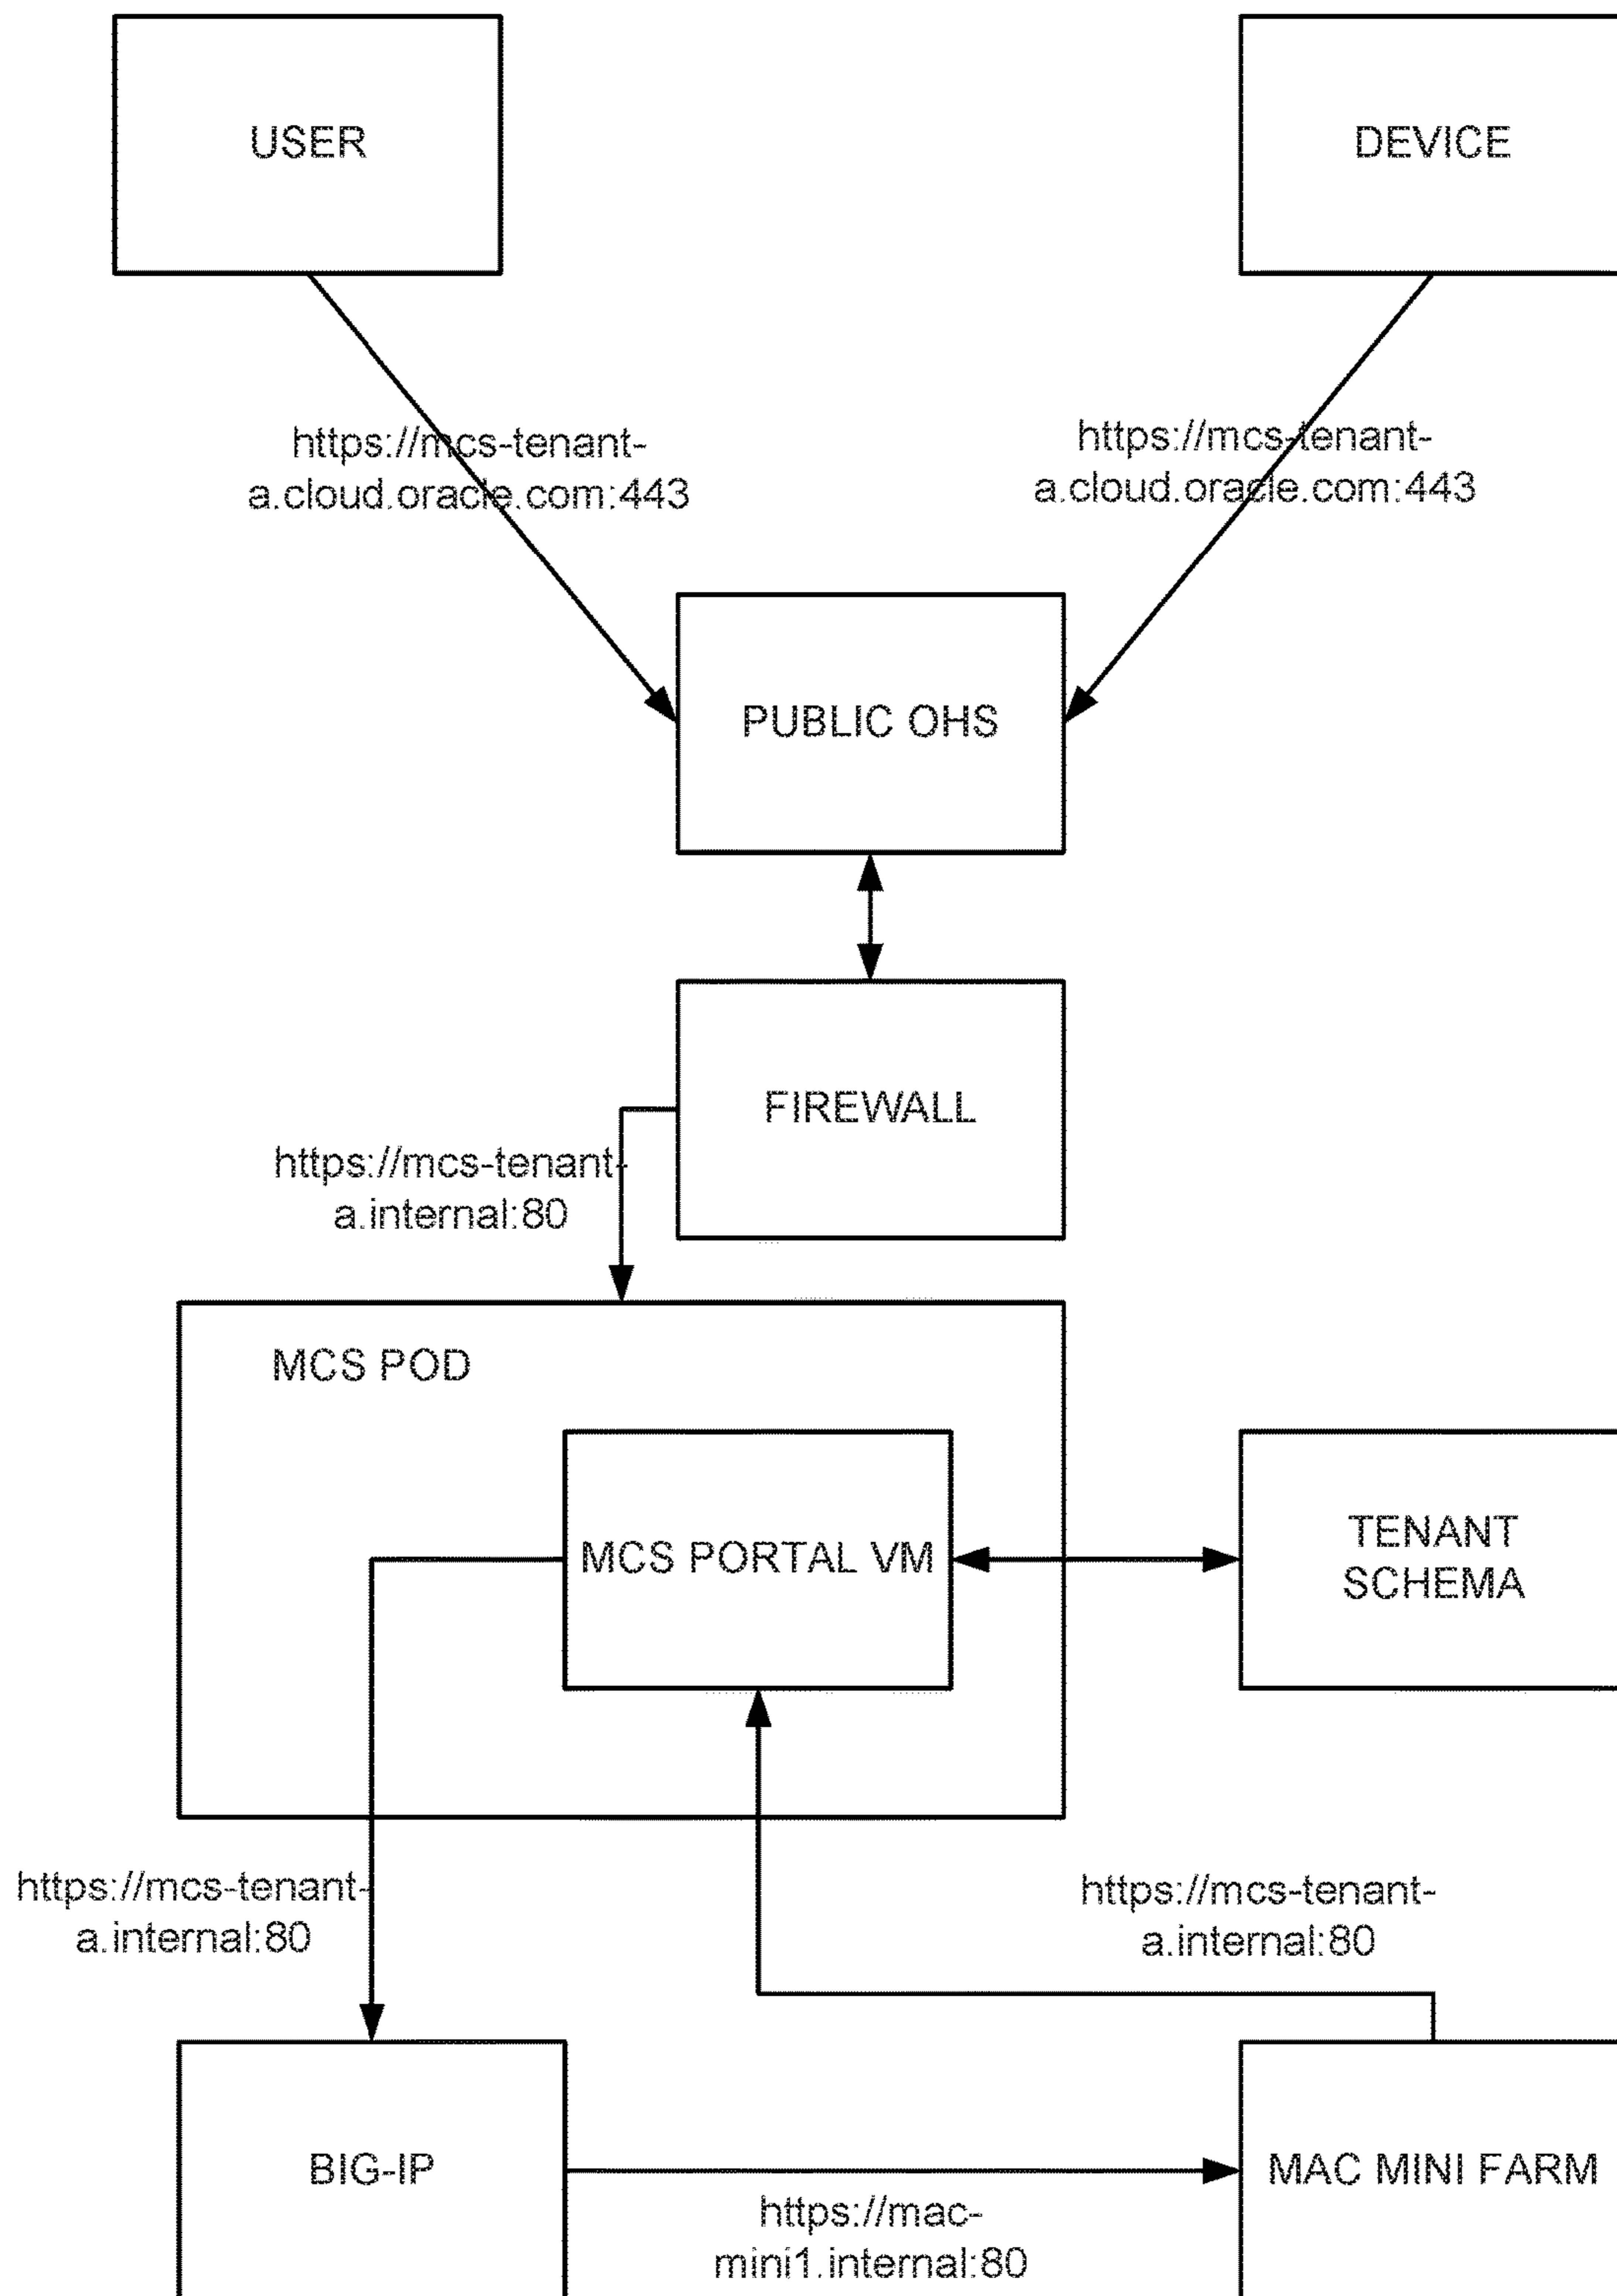 USER
DEVICE
https://mcs-tenant-
a.cloud.oracle.com:443
https://mcs-tenant-
a.cloud.oracle.com:443
PUBLIC OHS
FIREWALL
https://mcs-tenant-
a.internal:80
MCS POD
MCS PORTAL VM
TENANT
SCHEMA
https://mcs-tenant-
a.internal:80
https://mcs-tenant-
a.internal:80
BIG-IP
MAC MINI FARM
https://mac-
mini1.internal:80